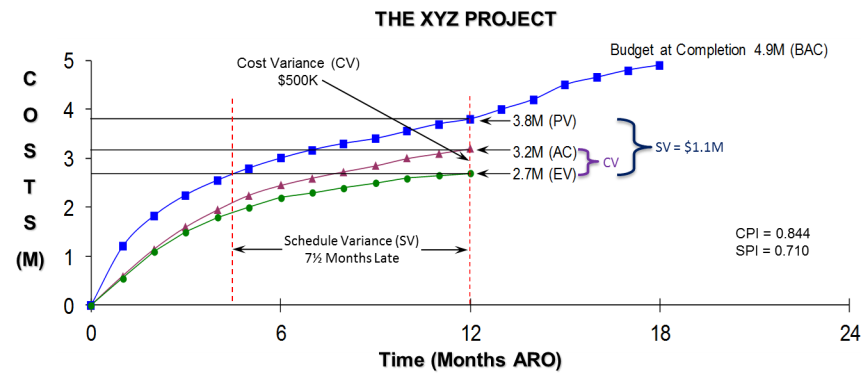 THE XYZ PROJECT
Budget at Completion 4.9M (BAC)
Cost Variance (CV)
$500K
C
O
S
T
S
(M)
5
4
3
2
1
0
3.8M (PV)
3.2M (AC)
2.7M (EV)
CV
SV = $1.1M
Schedule Variance (SV)
7½ Months Late
CPI = 0.844
SPI = 0.710
0
6
12
18
24
Time (Months ARO)